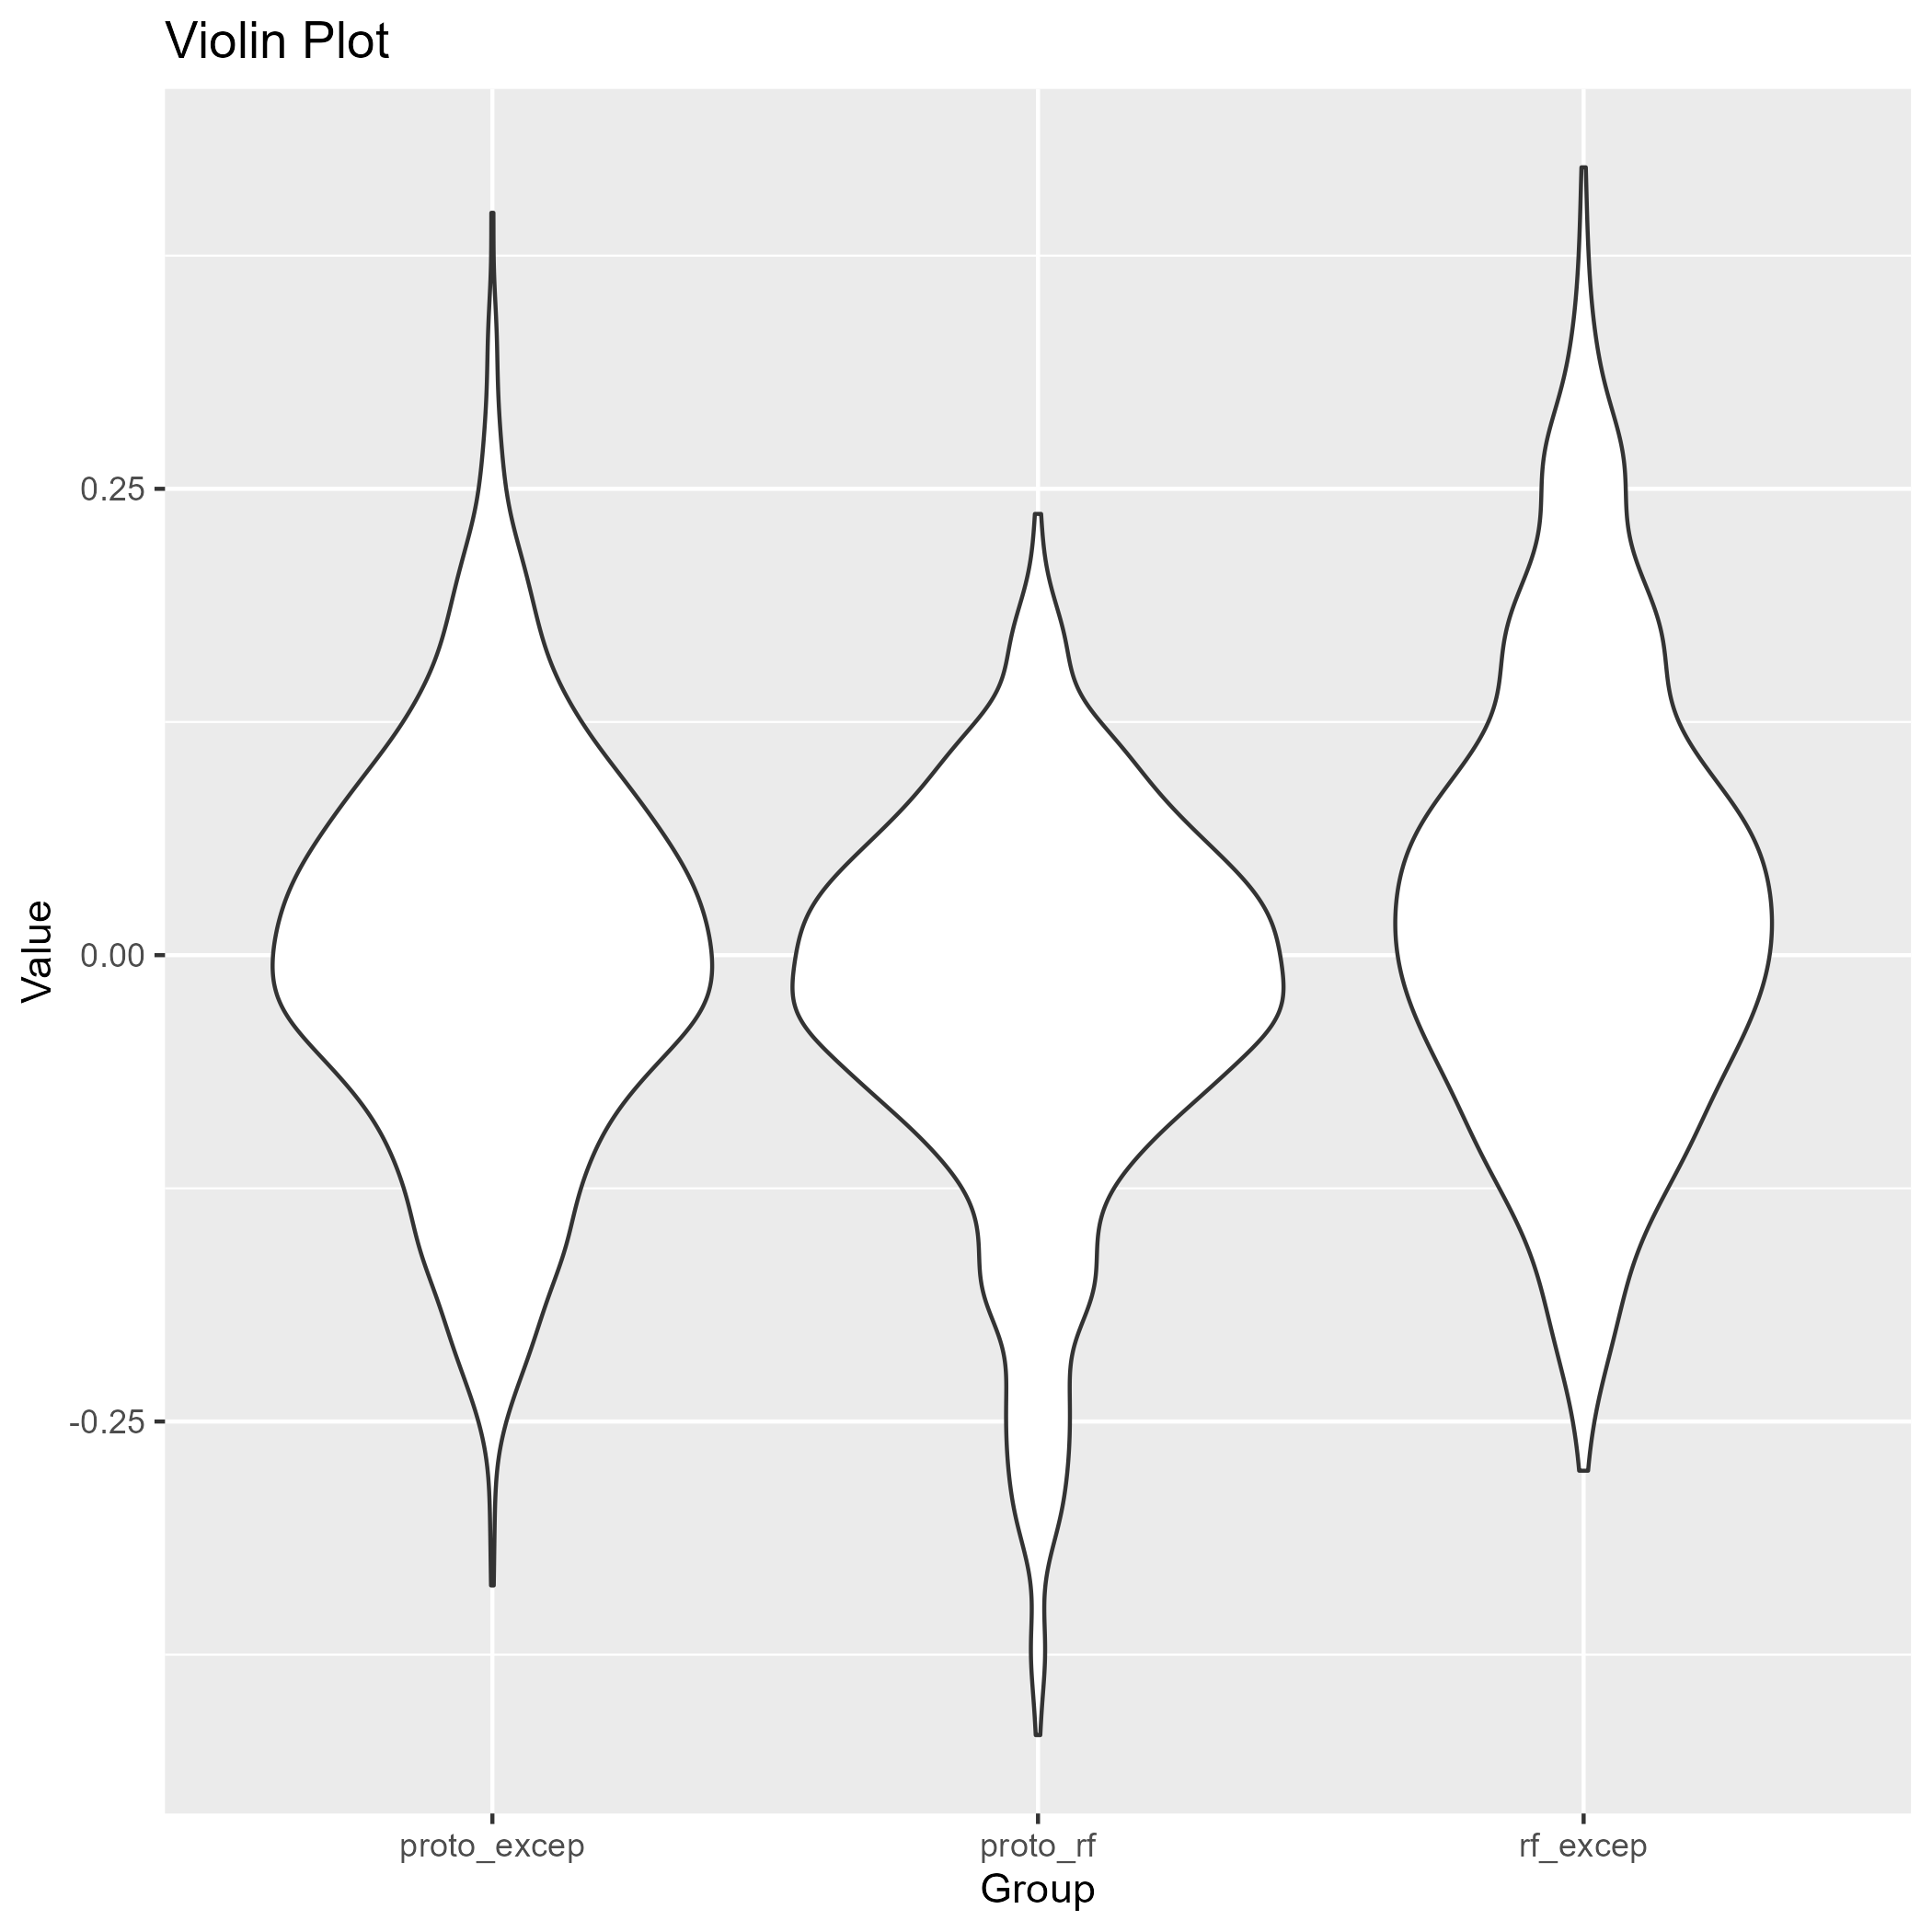 Violin Plot
Value
0.25
0.00
-0.25
proto_excep
proto_rf
rf_excep
Group